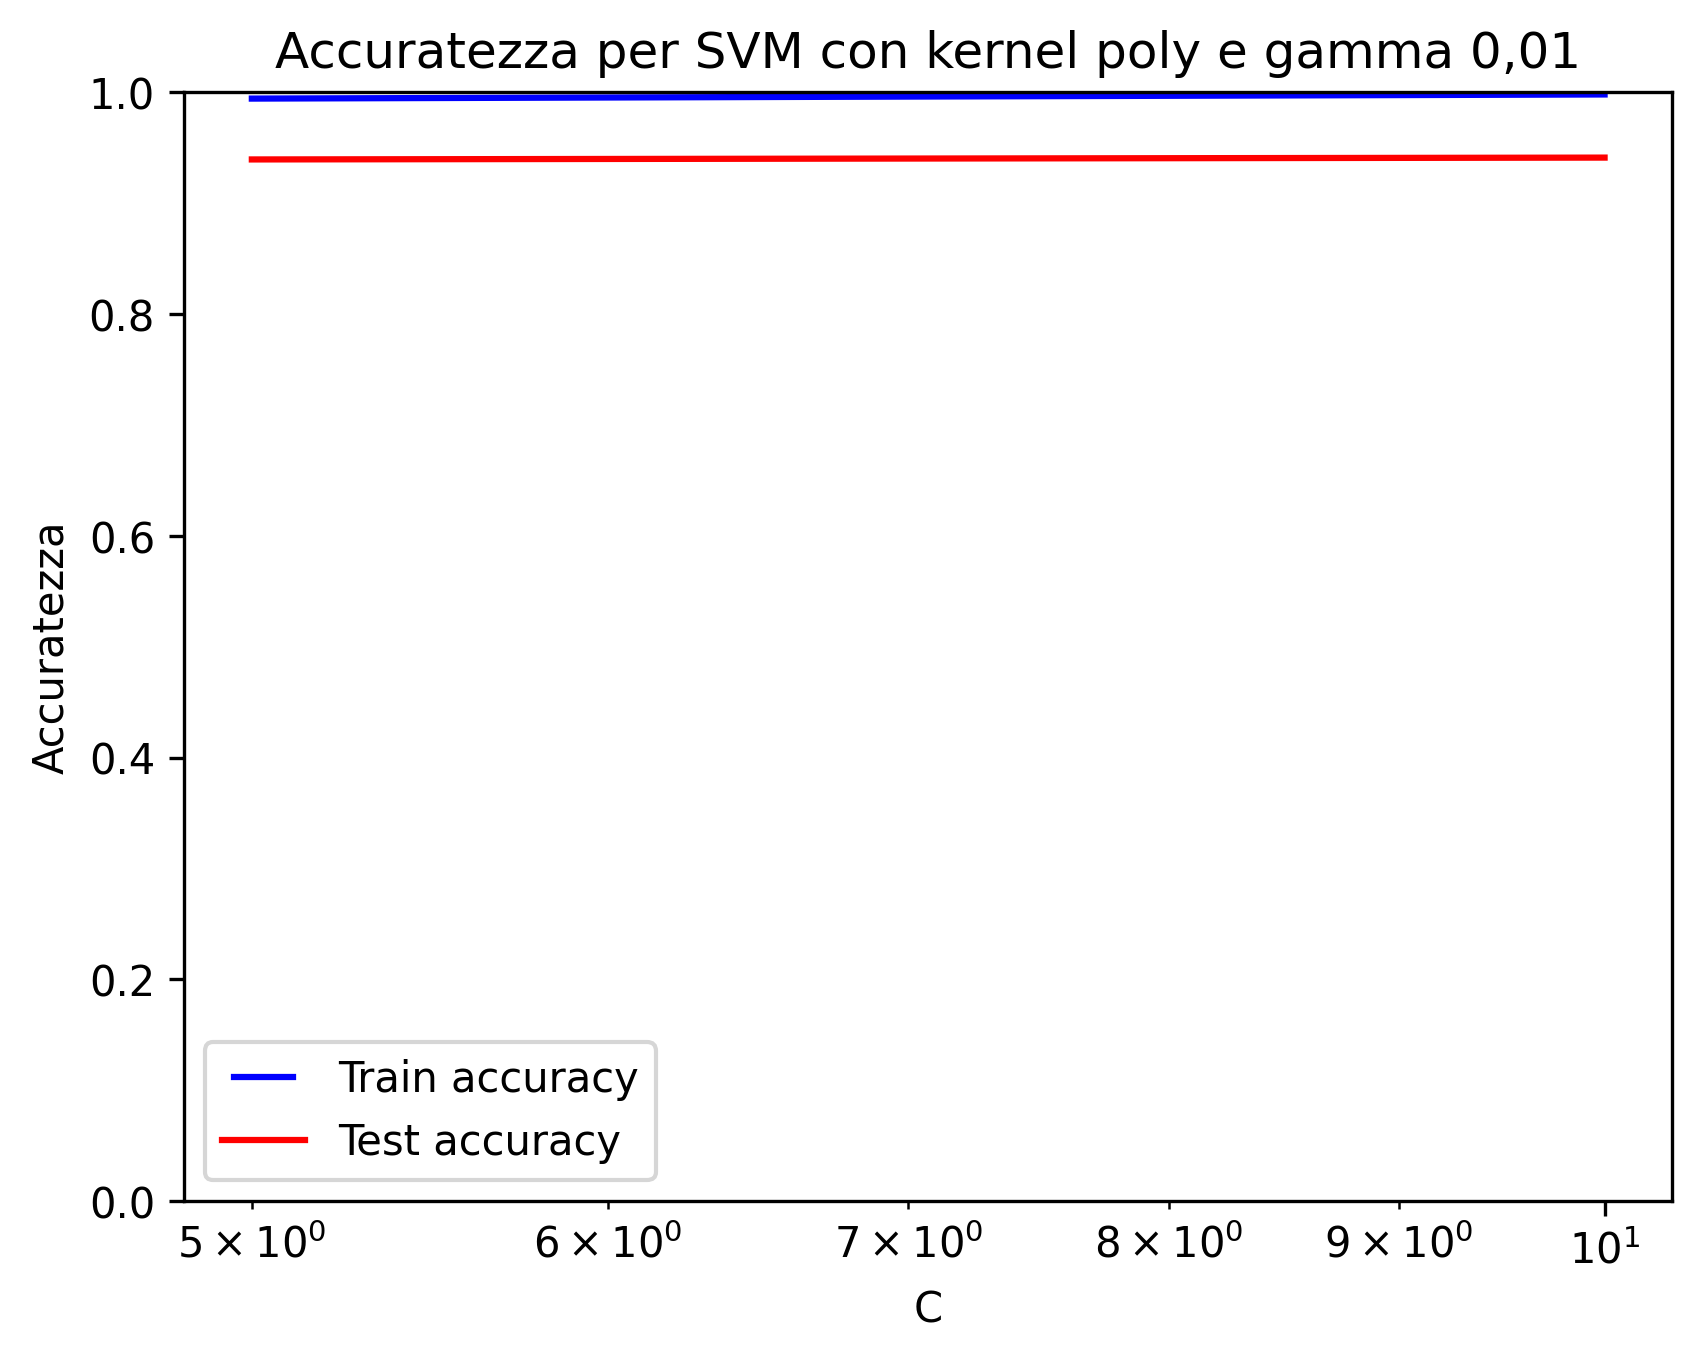 Accuratezza per SVM con kernel poly e gamma 0,01
Accuratezza
1.0
0.8
0.6
0.4
0.2
0.0
Train accuracy
Test accuracy
5 × 10⁰ 6 × 10⁰ 7 × 10⁰ 8 × 10⁰ 9 × 10⁰ 10¹
C